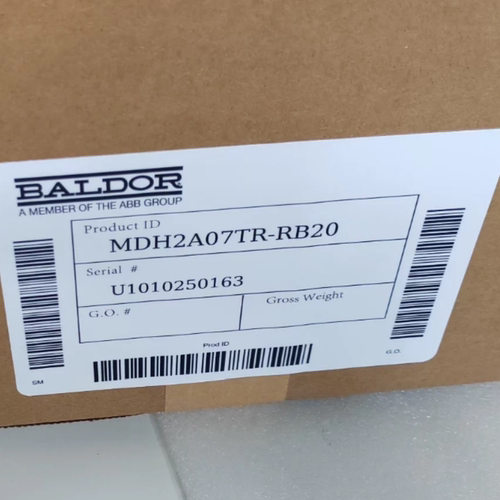 BALDOR
A MEMBER OF THE ABB GROUP
Product ID
MDH2A07TR-RB20
Serial #
U1010250163
G.O. #
Gross Weight
Prod ID
SM
G.O.